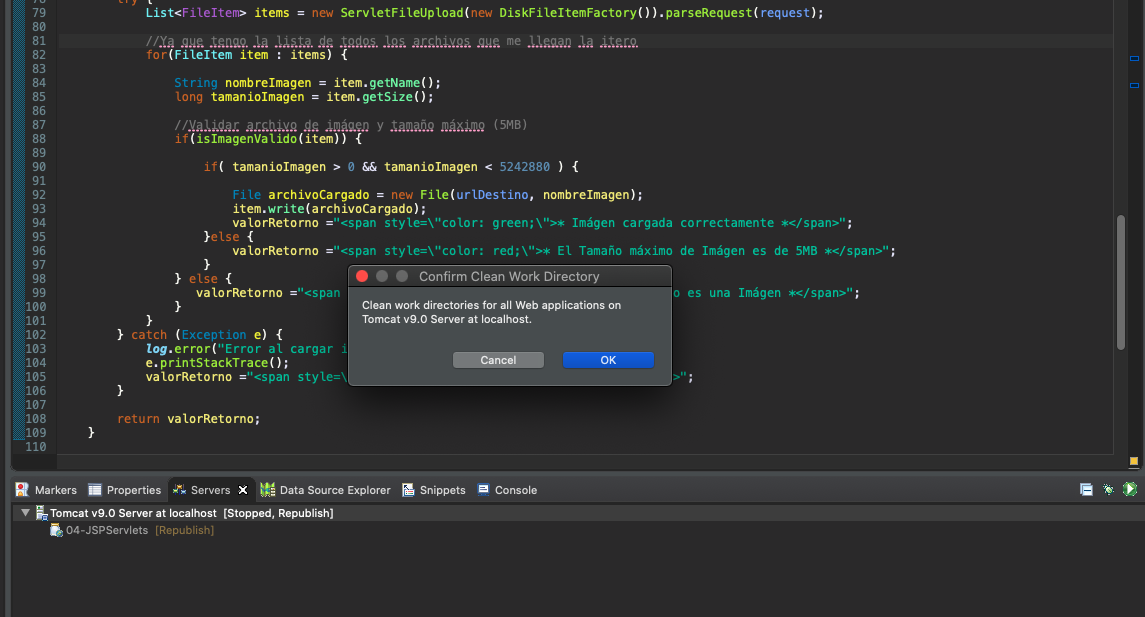 78 try {
79 List<FileItem> items = new ServletFileUpload(new DiskFileItemFactory()).parseRequest(request);
80
81 //Ya que tengo la lista de todos los archivos que me llegan la itero
82 for(FileItem item : items) {
83
84 String nombreImagen = item.getName();
85 long tamanioImagen = item.getSize();
86
87 //Validar archivo de imágen y tamaño máximo (5MB)
88 if(isImagenValido(item)) {
89
90 if( tamanioImagen > 0 && tamanioImagen < 5242880 ) {
91
92 File archivoCargado = new File(urlDestino, nombreImagen);
93 item.write(archivoCargado);
94 valorRetorno ="<span style=\"color: green;\">* Imágen cargada correctamente *</span>";
95 }else {
96 valorRetorno ="<span style=\"color: red;\">* El Tamaño máximo de Imágen es de 5MB *</span>";
97 }
98 } else {
99 valorRetorno ="<span o es una Imágen *</span>";
100 }
101 }
102 } catch (Exception e) {
103 log.error("Error al cargar i
104 e.printStackTrace();
105 valorRetorno ="<span style=\ >";
106 }
107
108 return valorRetorno;
109 }
110
Confirm Clean Work Directory
Clean work directories for all Web applications on
Tomcat v9.0 Server at localhost.
Cancel OK
Markers Properties Servers Data Source Explorer Snippets Console
Tomcat v9.0 Server at localhost [Stopped, Republish]
04-JSPServlets [Republish]